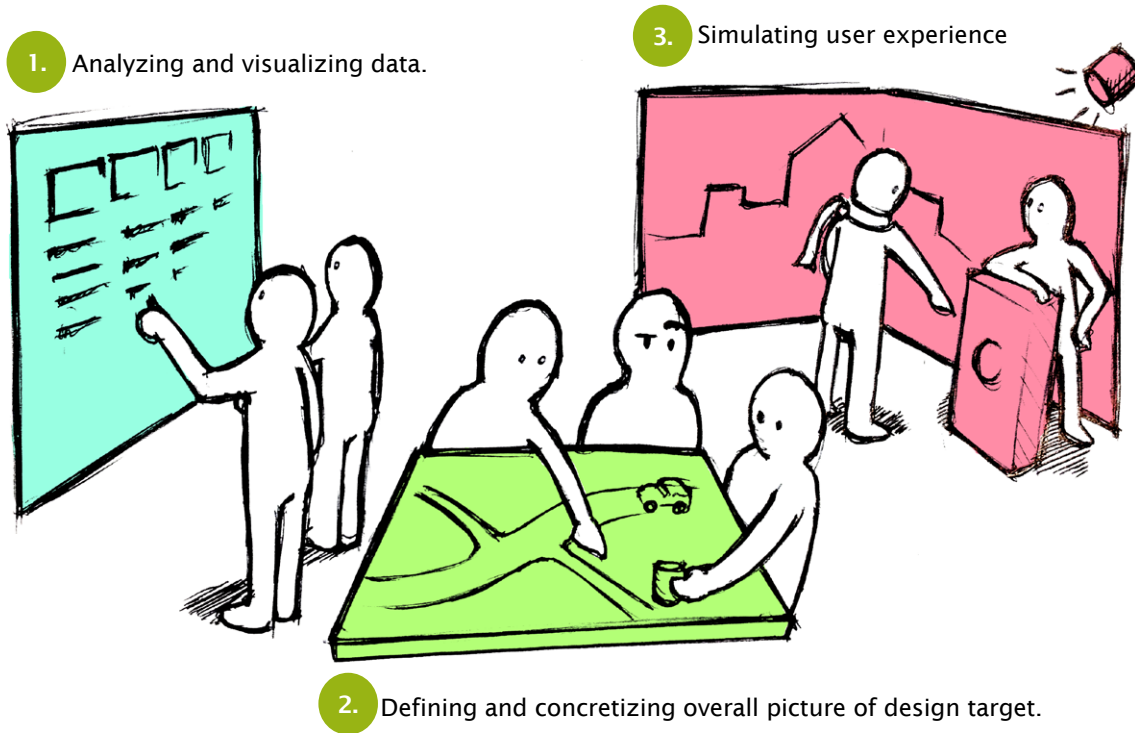 1. Analyzing and visualizing data.
3. Simulating user experience
2. Defining and concretizing overall picture of design target.